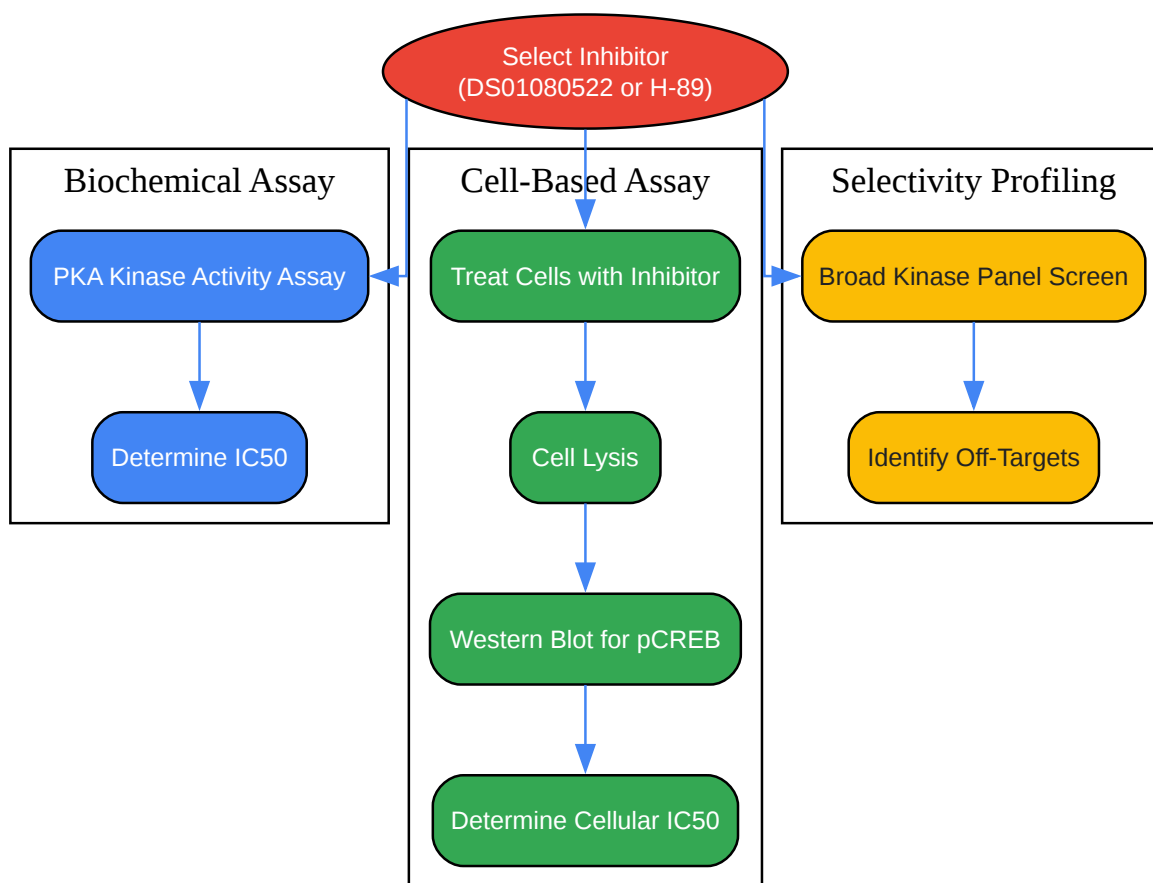 Select Inhibitor
(DS01080522 or H-89)
Biochemical Assay
PKA Kinase Activity Assay
Determine IC50
Cell-Based Assay
Treat Cells with Inhibitor
Cell Lysis
Western Blot for pCREB
Determine Cellular IC50
Selectivity Profiling
Broad Kinase Panel Screen
Identify Off-Targets